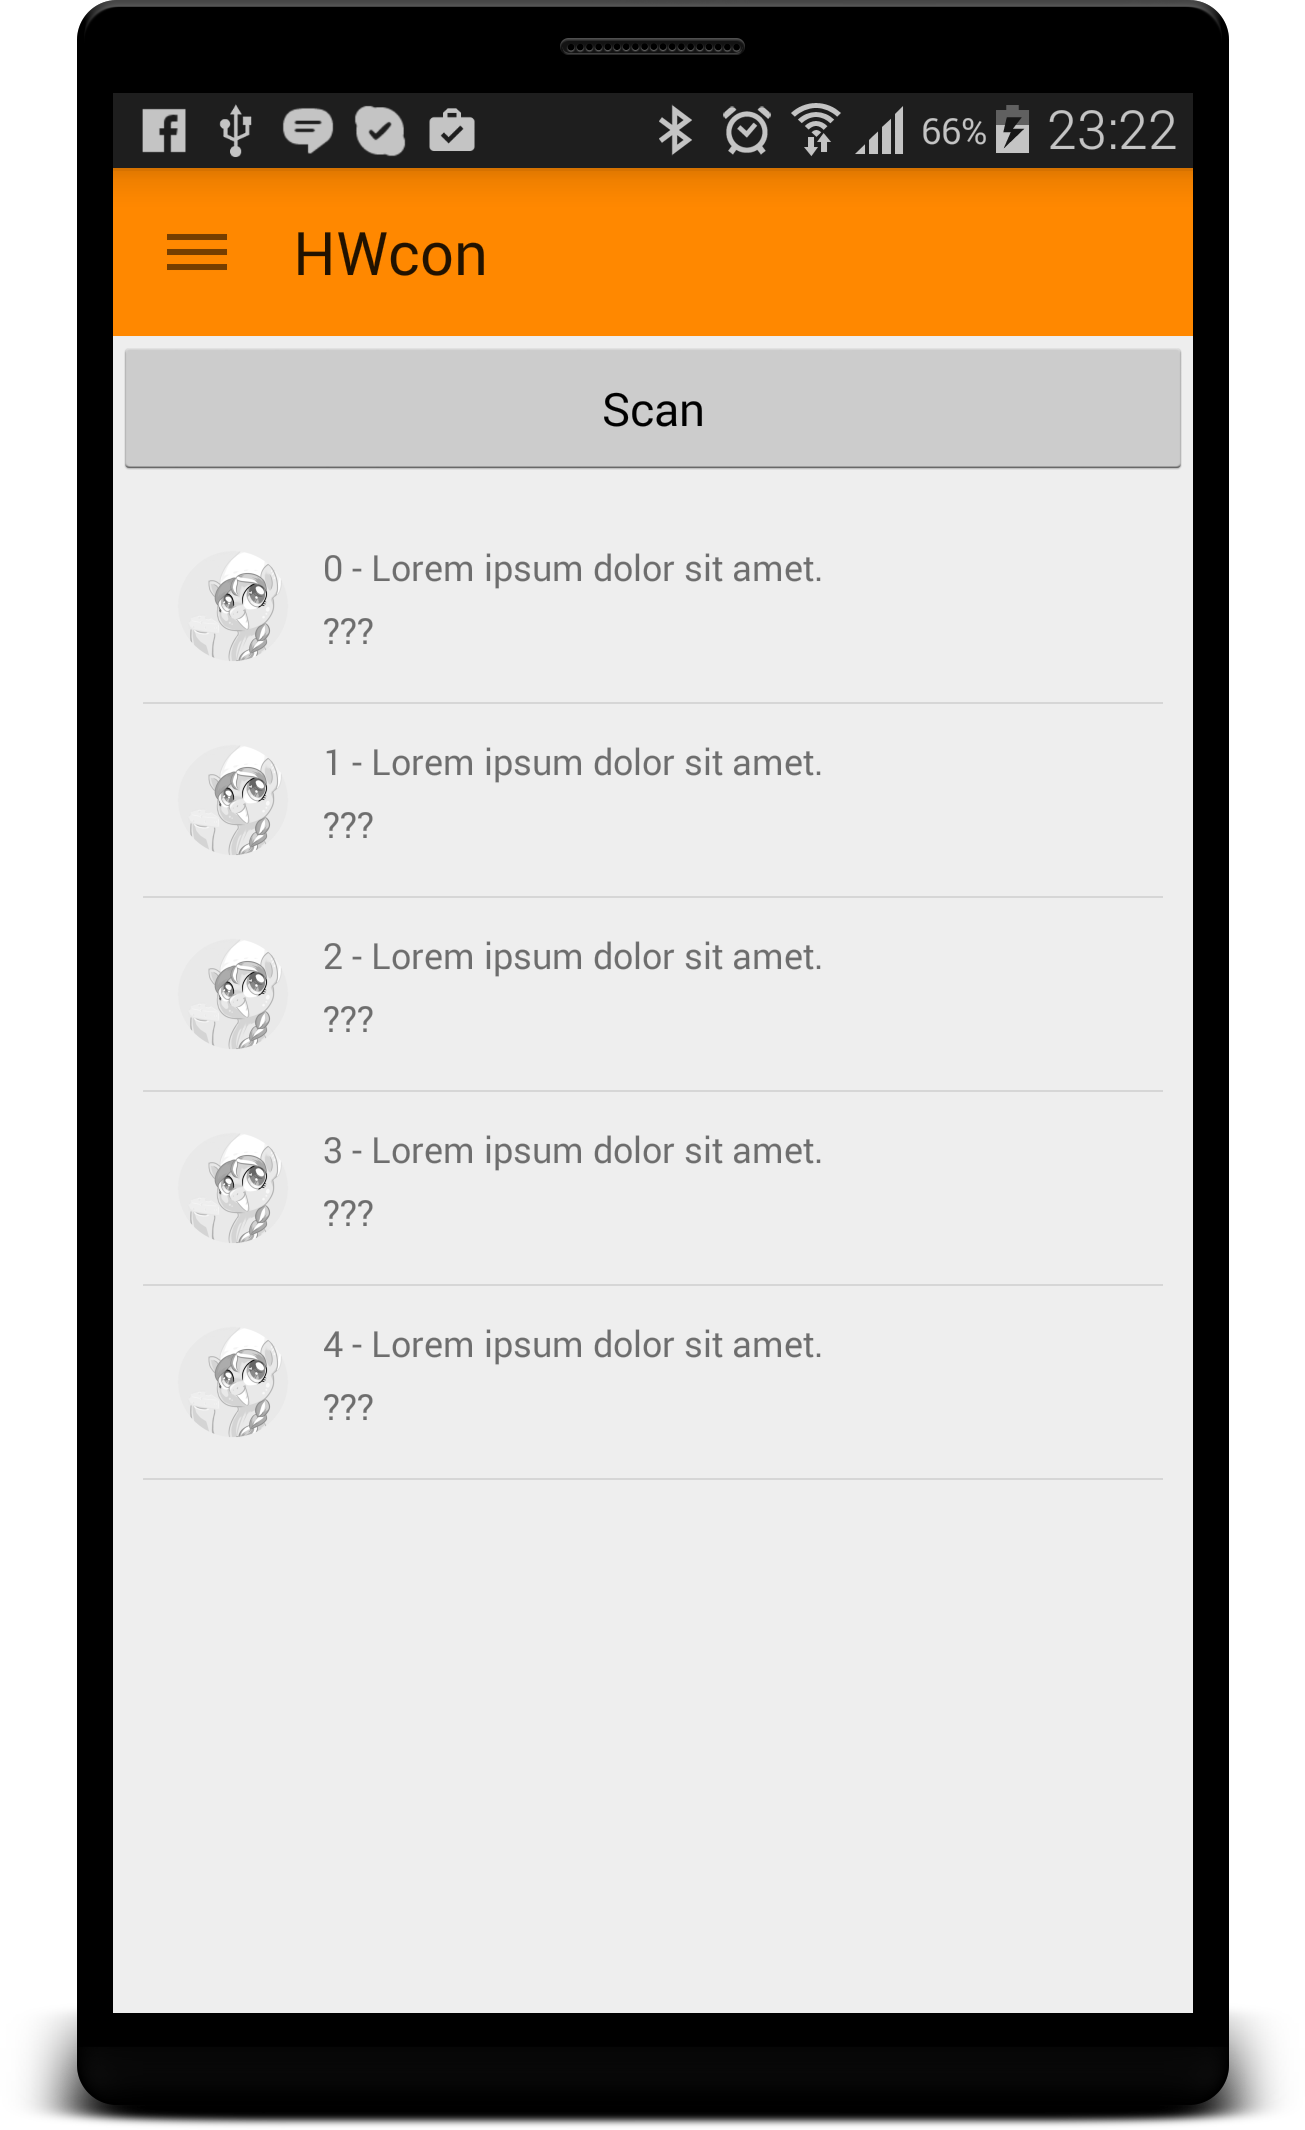 66% 23:22
HWcon
Scan
0 - Lorem ipsum dolor sit amet.
???
1 - Lorem ipsum dolor sit amet.
???
2 - Lorem ipsum dolor sit amet.
???
3 - Lorem ipsum dolor sit amet.
???
4 - Lorem ipsum dolor sit amet.
???